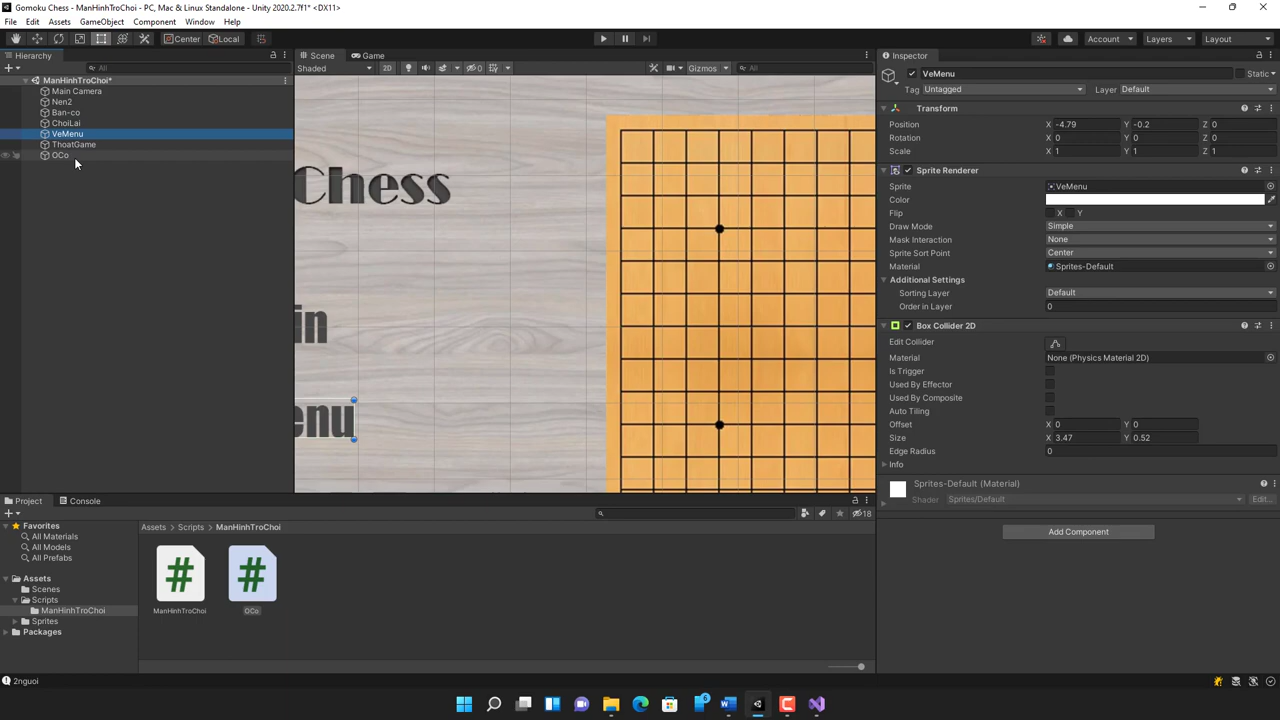 Gomoku Chess - ManHinhTroChoi - PC, Mac & Linux Standalone - Unity 2020.2.7f1* <DX11>
File Edit Assets GameObject Component Window Help
Center Local Account Layers Layout
Hierarchy Scene Game Inspector
All Shaded 2D 0 Gizmos All VeMenu Static
ManHinhTroChoi* Tag Untagged Layer Default
Main Camera
Nen2 Transform
Ban-co Position X -4.79 Y -0.2 Z 0
ChoiLai Rotation X 0 Y 0 Z 0
VeMenu Scale X 1 Y 1 Z 1
ThoatGame
OCo Sprite Renderer
Chess
Sprite VeMenu
Color
Flip X Y
Draw Mode Simple
Mask Interaction None
Sprite Sort Point Center
Material Sprites-Default
Additional Settings
Sorting Layer Default
Order in Layer 0
in
Box Collider 2D
Edit Collider
Material None (Physics Material 2D)
Is Trigger
Used By Effector
Used By Composite
Auto Tiling
enu
Offset X 0 Y 0
Size X 3.47 Y 0.52
Edge Radius 0
Info
Sprites-Default (Material)
Shader Sprites/Default Edit...
Add Component
Project Console
18
Favorites Assets > Scripts > ManHinhTroChoi
All Materials
All Models
All Prefabs
Assets
Scenes
Scripts
ManHinhTroChoi ManHinhTroChoi OCo
Sprites
Packages
2nguoi
6